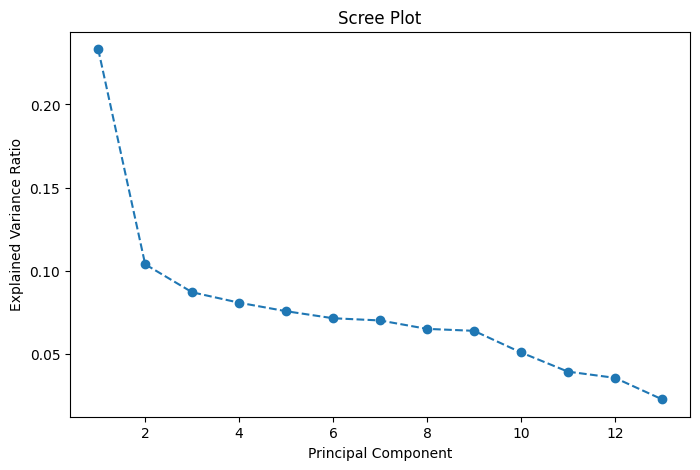 Scree Plot
Explained Variance Ratio
0.20
0.15
0.10
0.05
2 4 6 8 10 12
Principal Component